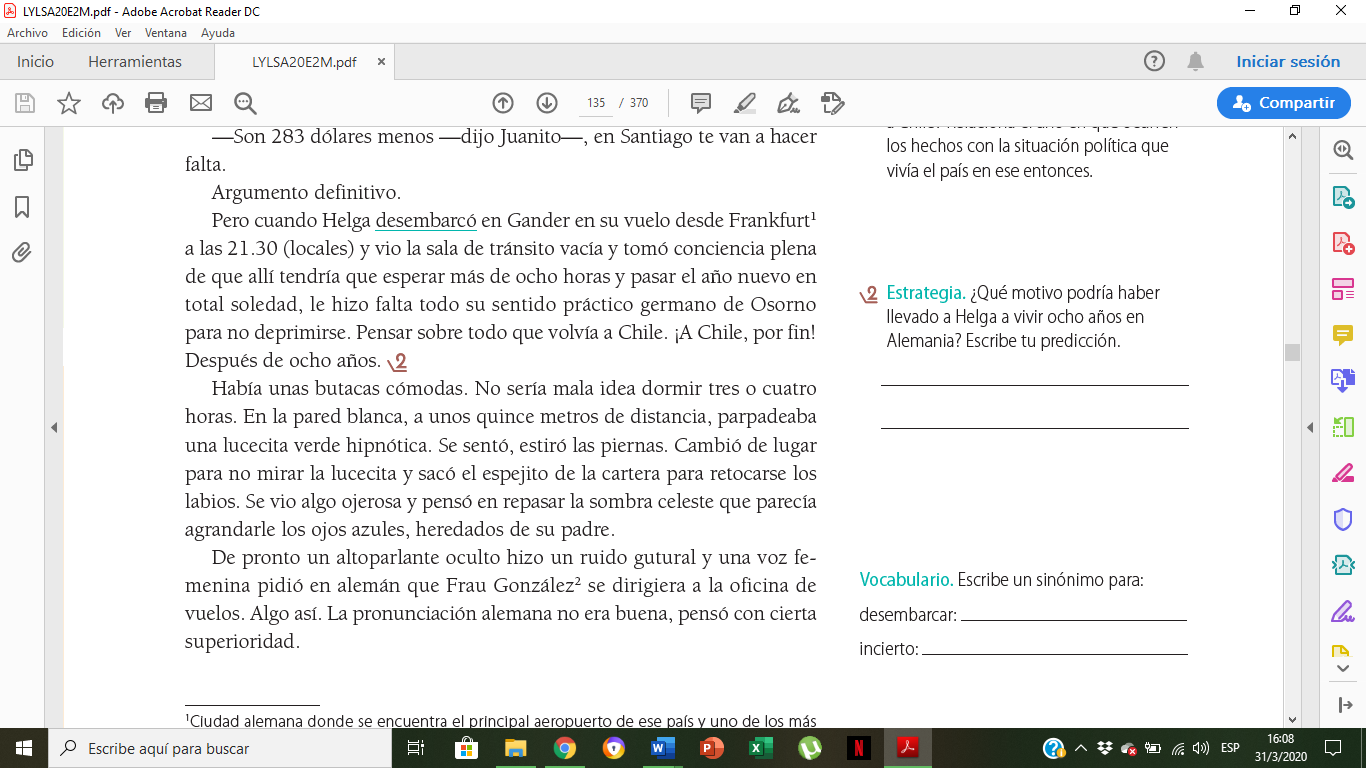 LYLSA20E2M.pdf - Adobe Acrobat Reader DC
Archivo Edición Ver Ventana Ayuda
Inicio Herramientas LYLSA20E2M.pdf × Iniciar sesión
135 / 370 Compartir
—Son 283 dólares menos —dijo Juanito—, en Santiago te van a hacer
falta.
Argumento definitivo.
Pero cuando Helga desembarcó en Gander en su vuelo desde Frankfurt¹
a las 21.30 (locales) y vio la sala de tránsito vacía y tomó conciencia plena
de que allí tendría que esperar más de ocho horas y pasar el año nuevo en
total soledad, le hizo falta todo su sentido práctico germano de Osorno
para no deprimirse. Pensar sobre todo que volvía a Chile. ¡A Chile, por fin!
Después de ocho años. 2
Había unas butacas cómodas. No sería mala idea dormir tres o cuatro
horas. En la pared blanca, a unos quince metros de distancia, parpadeaba
una lucecita verde hipnótica. Se sentó, estiró las piernas. Cambió de lugar
para no mirar la lucecita y sacó el espejito de la cartera para retocarse los
labios. Se vio algo ojerosa y pensó en repasar la sombra celeste que parecía
agrandarle los ojos azules, heredados de su padre.
De pronto un altoparlante oculto hizo un ruido gutural y una voz fe-
menina pidió en alemán que Frau González² se dirigiera a la oficina de
vuelos. Algo así. La pronunciación alemana no era buena, pensó con cierta
superioridad.
¹Ciudad alemana donde se encuentra el principal aeropuerto de ese país y uno de los más
los hechos con la situación política que
vivía el país en ese entonces.
2 Estrategia. ¿Qué motivo podría haber
llevado a Helga a vivir ocho años en
Alemania? Escribe tu predicción.
Vocabulario. Escribe un sinónimo para:
desembarcar:
incierto:
Escribe aquí para buscar
ESP
16:08
31/3/2020